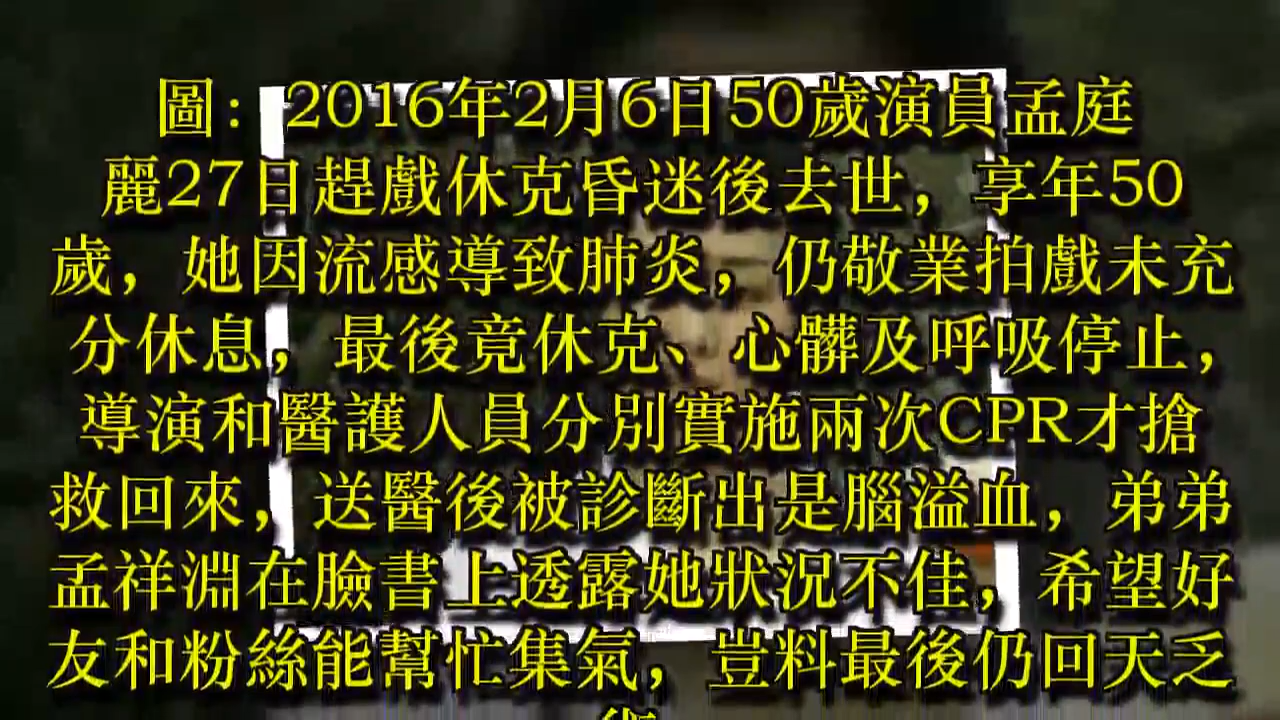 圖：2016年2月6日50歲演員孟庭
麗27日趕戲休克昏迷後去世，享年50
歲，她因流感導致肺炎，仍敬業拍戲未充
分休息，最後竟休克、心髒及呼吸停止，
導演和醫護人員分別實施兩次CPR才搶
救回來，送醫後被診斷出是腦溢血，弟弟
孟祥淵在臉書上透露她狀況不佳，希望好
友和粉絲能幫忙集氣，豈料最後仍回天乏